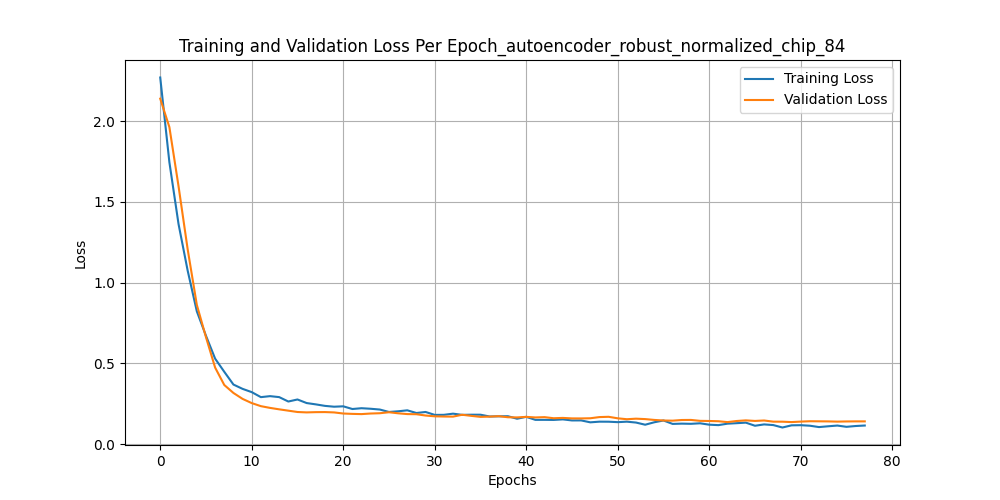 Training and Validation Loss Per Epoch_autoencoder_robust_normalized_chip_84
Training Loss
Validation Loss
2.0
1.5
1.0
0.5
0.0
Loss
0 10 20 30 40 50 60 70 80
Epochs